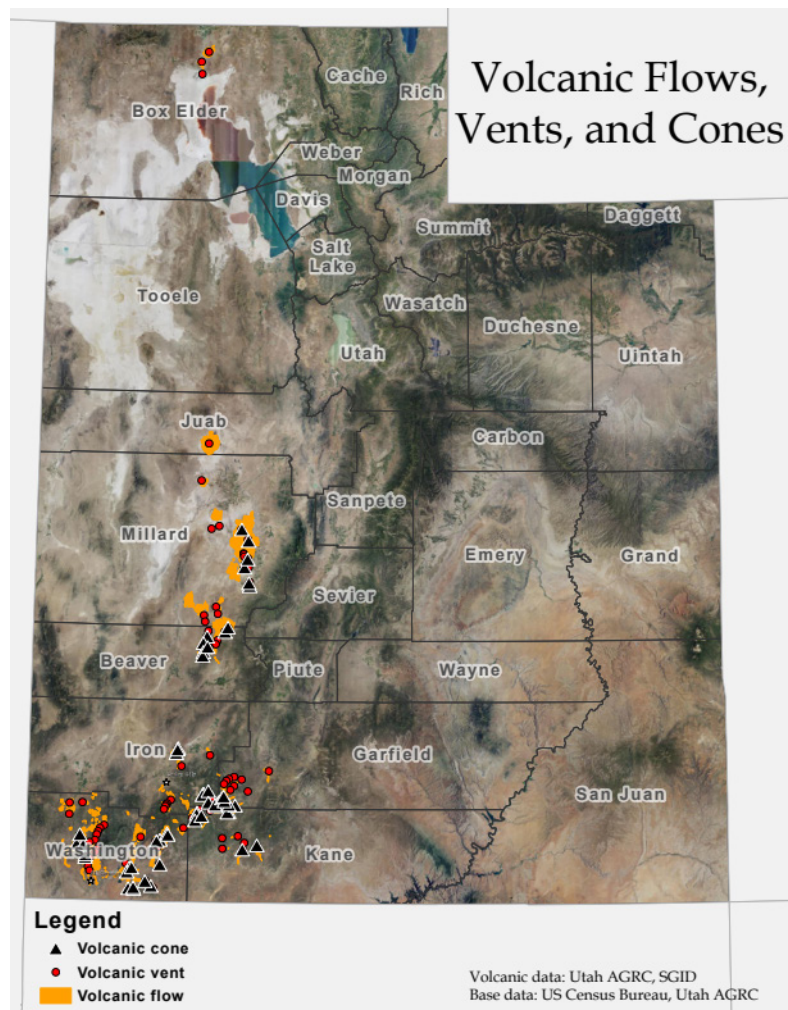 Volcanic Flows,
Vents, and Cones
Cache
Rich
Box Elder
Weber
Morgan
Davis
Daggett
Summit
Salt
Lake
Tooele
Wasatch
Duchesne
Utah
Uintah
Juab
Carbon
Sanpete
Millard
Emery
Grand
Sevier
Beaver
Piute
Wayne
Iron
Garfield
San Juan
Washington
Kane
Legend
Volcanic cone
Volcanic vent
Volcanic flow
Volcanic data: Utah AGRC, SGID
Base data: US Census Bureau, Utah AGRC